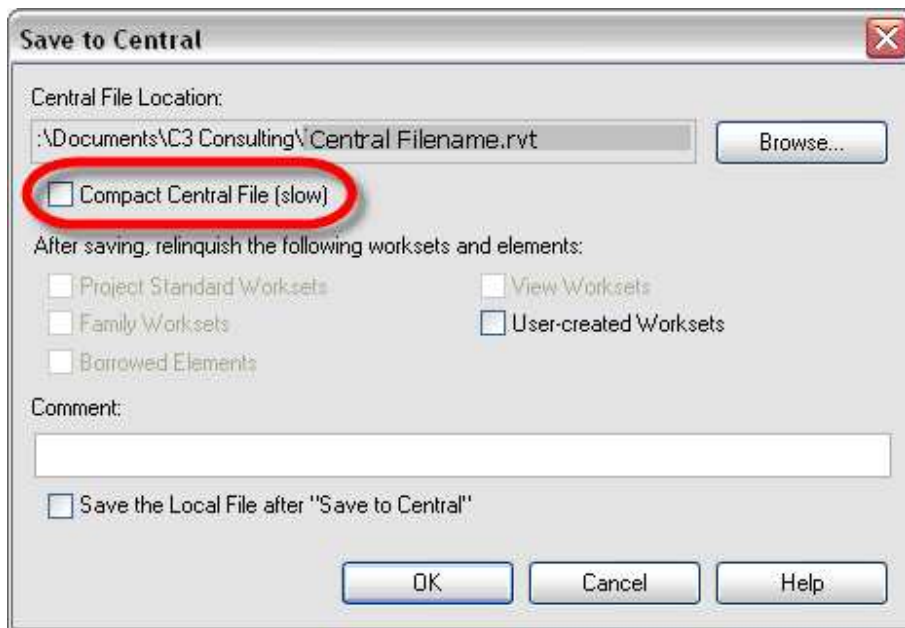 Save to Central
Central File Location:
:\Documents\C3 Consulting\Central Filename.rvt
Browse...
Compact Central File (slow)
After saving, relinquish the following worksets and elements:
Project Standard Worksets
View Worksets
Family Worksets
User-created Worksets
Borrowed Elements
Comment:
Save the Local File after "Save to Central"
OK
Cancel
Help